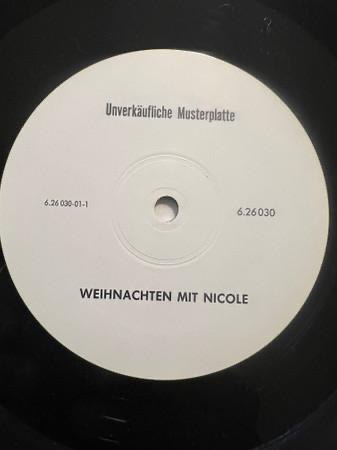 Unverkäufliche Musterplatte
6.26 030-01-1
6.26 030
WEIHNACHTEN MIT NICOLE